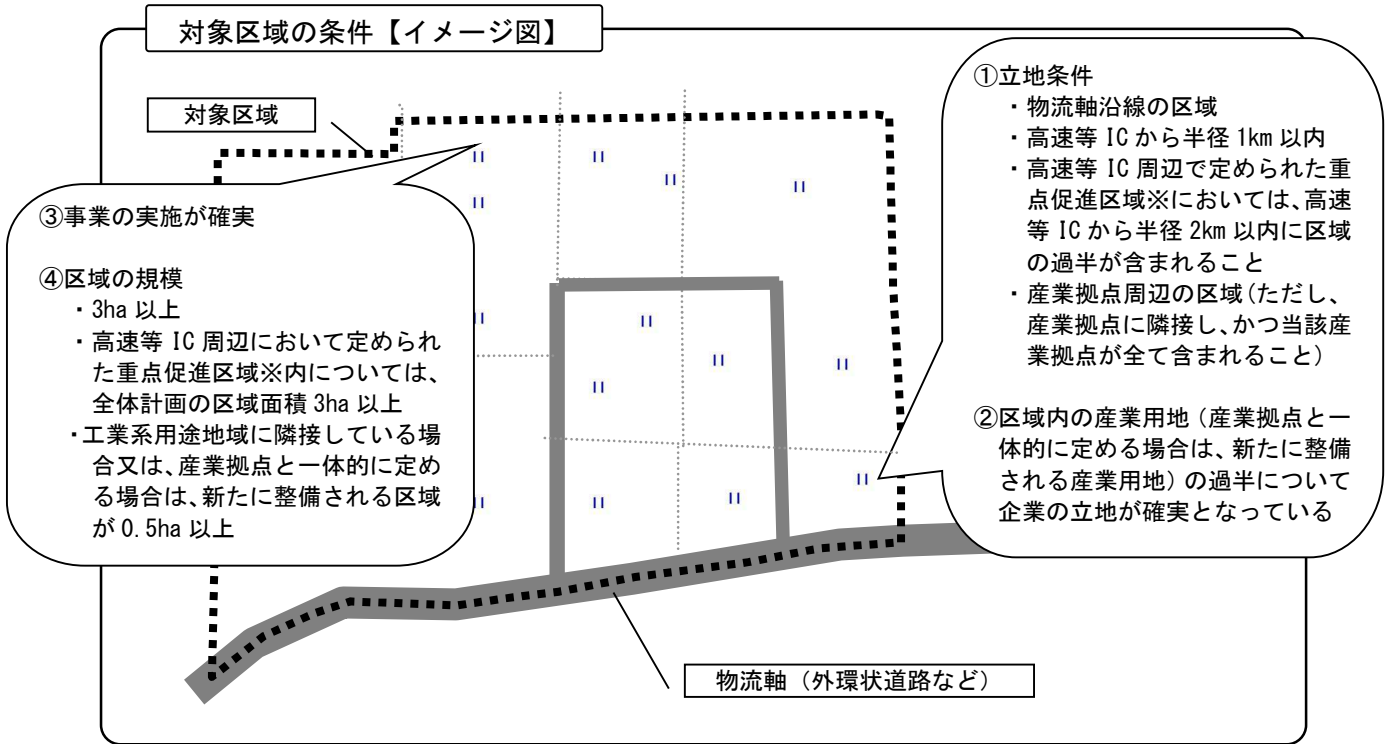 対象区域の条件【イメージ図】
対象区域
①立地条件
・物流軸沿線の区域
・高速等 IC から半径 1km 以内
・高速等 IC 周辺で定められた重
点促進区域※においては、高速
等 IC から半径 2km 以内に区域
の過半が含まれること
・産業拠点周辺の区域（ただし、
産業拠点に隣接し、かつ当該産
業拠点が全て含まれること）
②区域内の産業用地（産業拠点と一
体的に定める場合は、新たに整備
される産業用地）の過半について
企業の立地が確実となっている
③事業の実施が確実
④区域の規模
・3ha 以上
・高速等 IC 周辺において定められ
た重点促進区域※内については、
全体計画の区域面積 3ha 以上
・工業系用途地域に隣接している場
合又は、産業拠点と一体的に定め
る場合は、新たに整備される区域
が 0.5ha 以上
物流軸（外環状道路など）